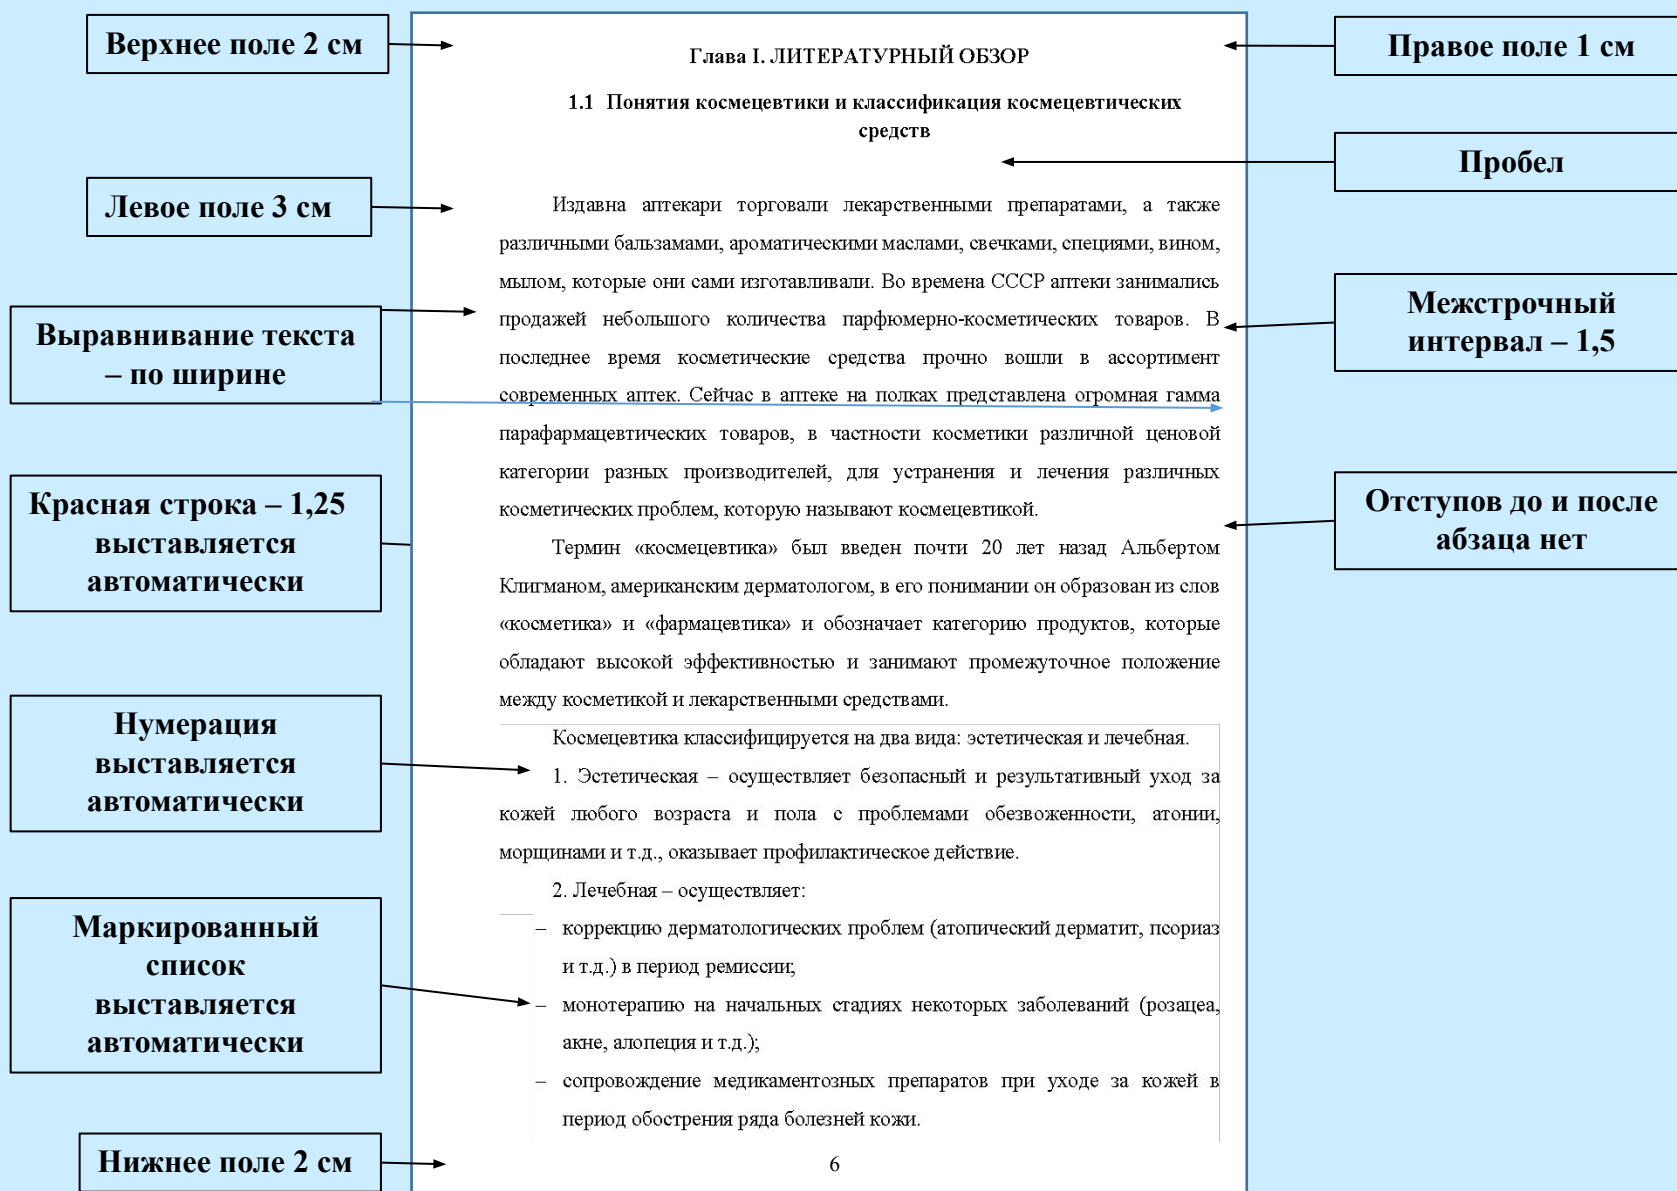 Верхнее поле 2 см
Левое поле 3 см
Выравнивание текста
– по ширине
Красная строка – 1,25
выставляется
автоматически
Нумерация
выставляется
автоматически
Маркированный
список
выставляется
автоматически
Нижнее поле 2 см
Глава I. ЛИТЕРАТУРНЫЙ ОБЗОР
1.1 Понятия космецевтики и классификация космецевтических
средств
Издавна аптекари торговали лекарственными препаратами, а также
различными бальзамами, ароматическими маслами, свечками, специями, вином,
мылом, которые они сами изготавливали. Во времена СССР аптеки занимались
продажей небольшого количества парфюмерно-косметических товаров. В
последнее время косметические средства прочно вошли в ассортимент
современных аптек. Сейчас в аптеке на полках представлена огромная гамма
парафармацевтических товаров, в частности косметики различной ценовой
категории разных производителей, для устранения и лечения различных
косметических проблем, которую называют космецевтикой.
Термин «космецевтика» был введен почти 20 лет назад Альбертом
Клигманом, американским дерматологом, в его понимании он образован из слов
«косметика» и «фармацевтика» и обозначает категорию продуктов, которые
обладают высокой эффективностью и занимают промежуточное положение
между косметикой и лекарственными средствами.
Космецевтика классифицируется на два вида: эстетическая и лечебная.
1. Эстетическая – осуществляет безопасный и результативный уход за
кожей любого возраста и пола с проблемами обезвоженности, атонии,
морщинами и т.д., оказывает профилактическое действие.
2. Лечебная – осуществляет:
– коррекцию дерматологических проблем (атопический дерматит, псориаз
и т.д.) в период ремиссии;
– монотерапию на начальных стадиях некоторых заболеваний (розацеа,
акне, алопеция и т.д.);
– сопровождение медикаментозных препаратов при уходе за кожей в
период обострения ряда болезней кожи.
6
Правое поле 1 см
Пробел
Межстрочный
интервал – 1,5
Отступов до и после
абзаца нет